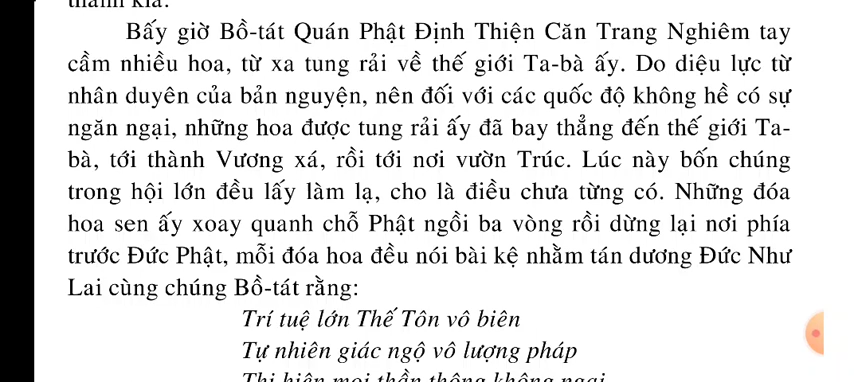 Bấy giờ Bồ-tát Quán Phật Định Thiện Căn Trang Nghiêm tay
cầm nhiều hoa, từ xa tung rải về thế giới Ta-bà ấy. Do diệu lực từ
nhân duyên của bản nguyện, nên đối với các quốc độ không hề có sự
ngăn ngại, những hoa được tung rải ấy đã bay thẳng đến thế giới Ta-
bà, tới thành Vương xá, rồi tới nơi vườn Trúc. Lúc này bốn chúng
trong hội lớn đều lấy làm lạ, cho là điều chưa từng có. Những đóa
hoa sen ấy xoay quanh chỗ Phật ngồi ba vòng rồi dừng lại nơi phía
trước Đức Phật, mỗi đóa hoa đều nói bài kệ nhằm tán dương Đức Như
Lai cùng chúng Bồ-tát rằng:
Trí tuệ lớn Thế Tôn vô biên
Tự nhiên giác ngộ vô lượng pháp